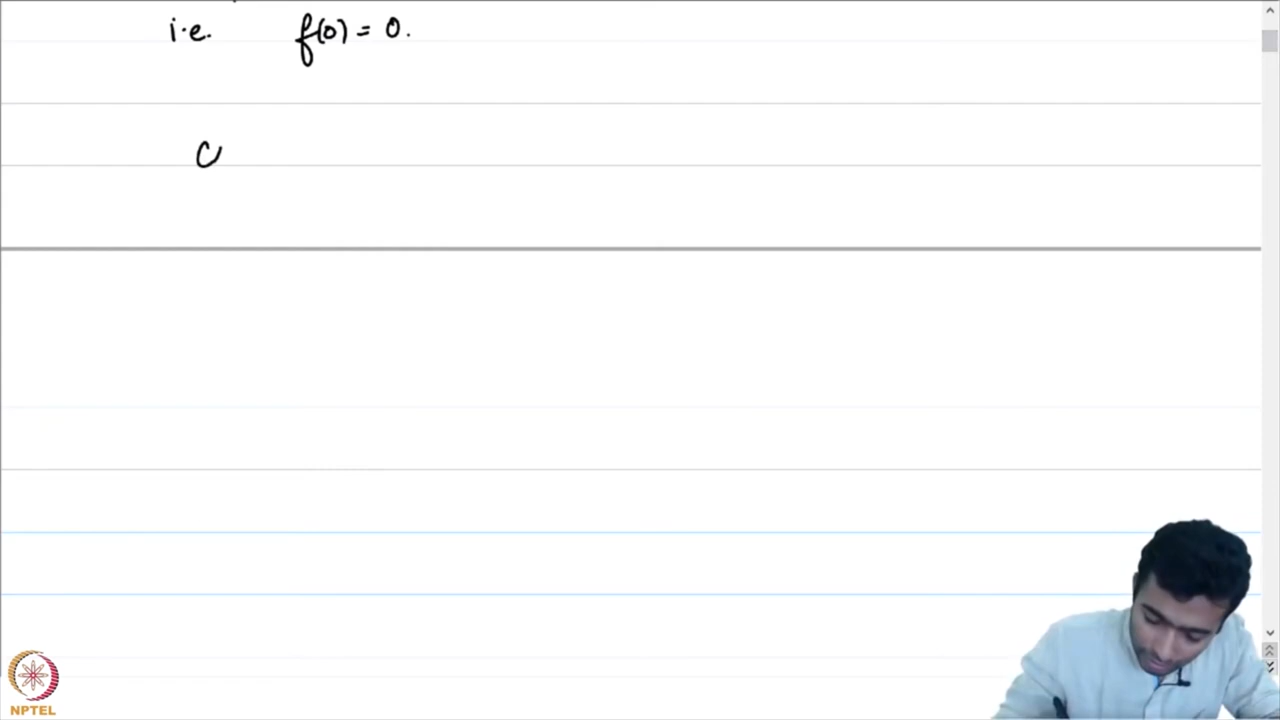 i.e. f(0) = 0.
NPTEL